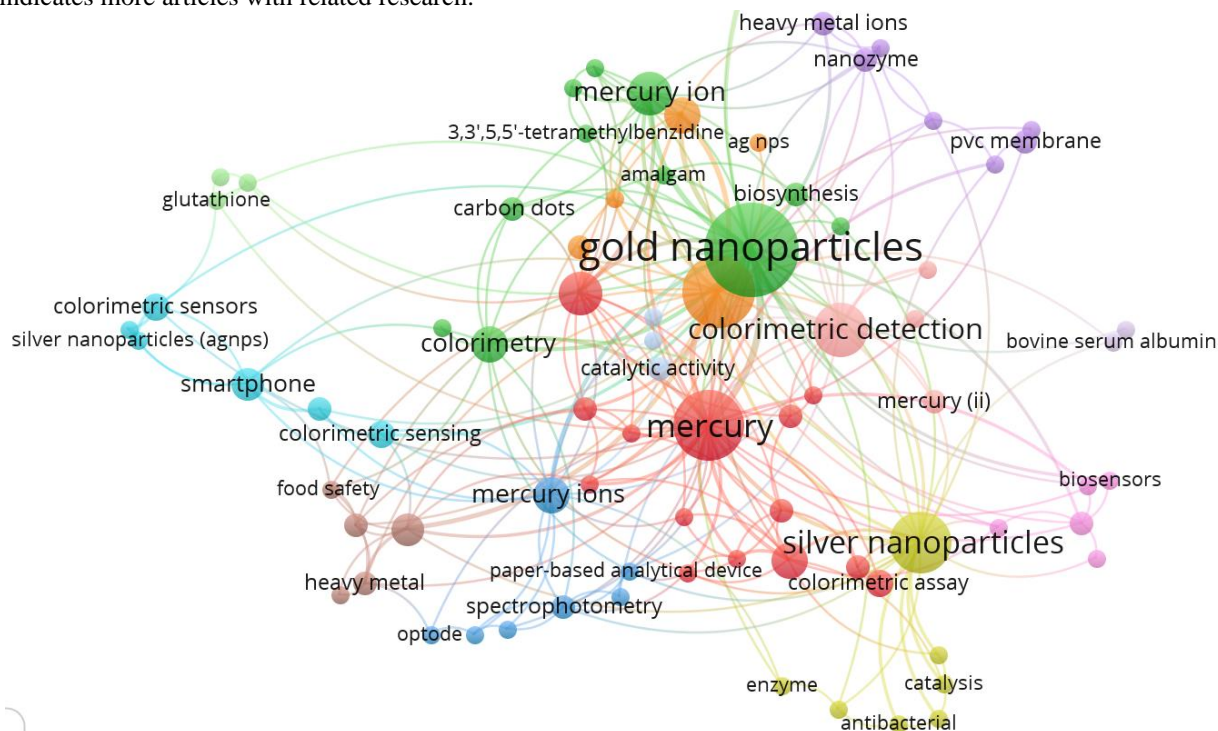 indicates more articles with related research.
heavy metal ions
nanozyme
mercury ion
3,3',5,5'-tetramethylbenzidine
ag nps
pvc membrane
amalgam
biosynthesis
glutathione
carbon dots
gold nanoparticles
colorimetric sensors
silver nanoparticles (agnps)
colorimetry
colorimetric detection
bovine serum albumin
catalytic activity
smartphone
mercury (ii)
mercury
colorimetric sensing
food safety
mercury ions
biosensors
silver nanoparticles
paper-based analytical device
colorimetric assay
heavy metal
spectrophotometry
optode
enzyme
catalysis
antibacterial